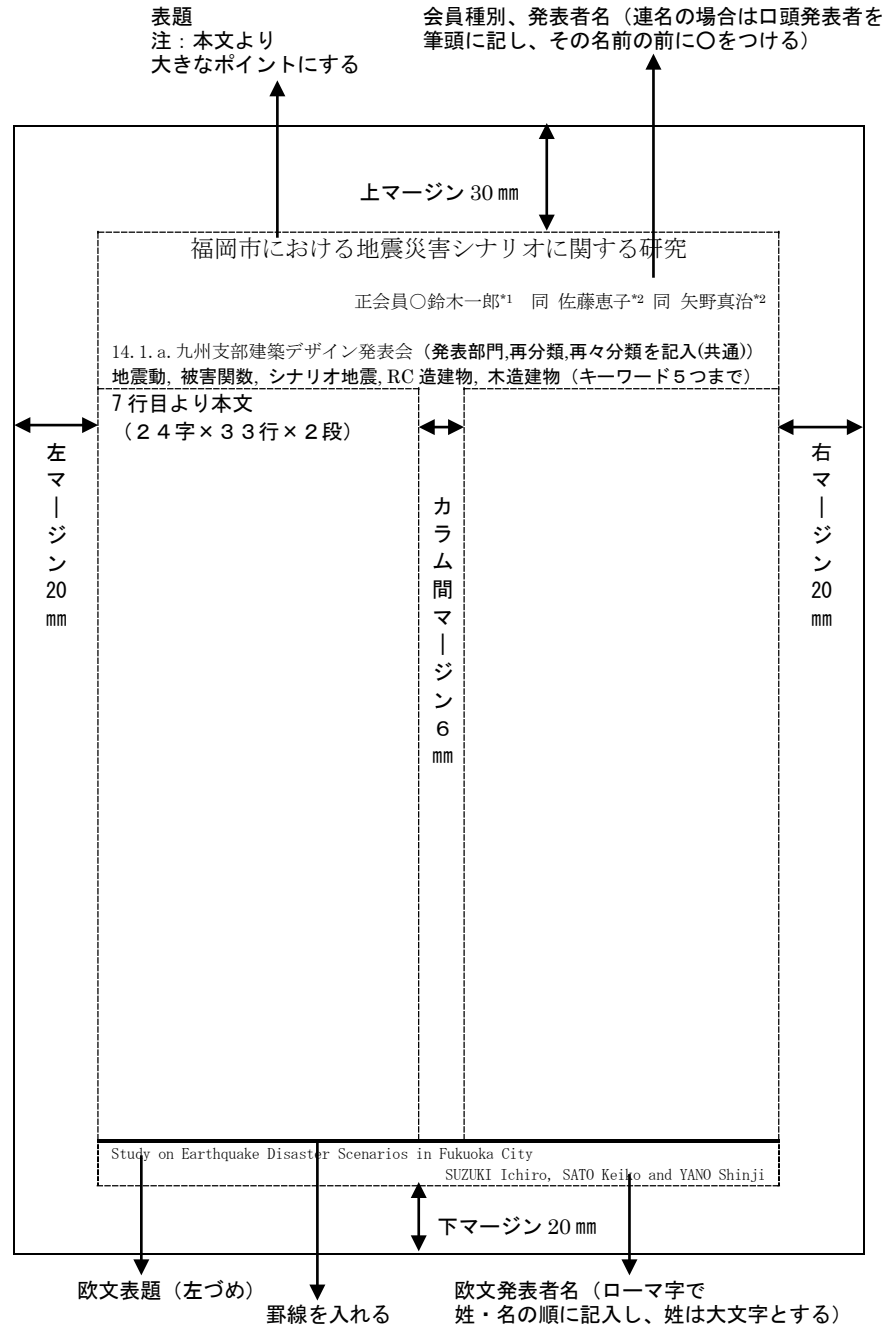 表題
注：本文より
大きなポイントにする
会員種別、発表者名（連名の場合は口頭発表者を
筆頭に記し、その名前の前に〇をつける）
上マージン 30 ㎜
福岡市における地震災害シナリオに関する研究
正会員〇鈴木一郎*1　同 佐藤恵子*2 同 矢野真治*2
14.1.a.九州支部建築デザイン発表会（発表部門,再分類,再々分類を記入(共通)）
地震動, 被害関数, シナリオ地震, RC 造建物, 木造建物（キーワード５つまで）
7 行目より本文
（２４字×３３行×２段）
左マージン 20 ㎜
カラム間マージン 6 ㎜
右マージン 20 ㎜
Study on Earthquake Disaster Scenarios in Fukuoka City
SUZUKI Ichiro, SATO Keiko and YANO Shinji
下マージン 20 ㎜
欧文表題（左づめ）
罫線を入れる
欧文発表者名（ローマ字で
姓・名の順に記入し、姓は大文字とする）